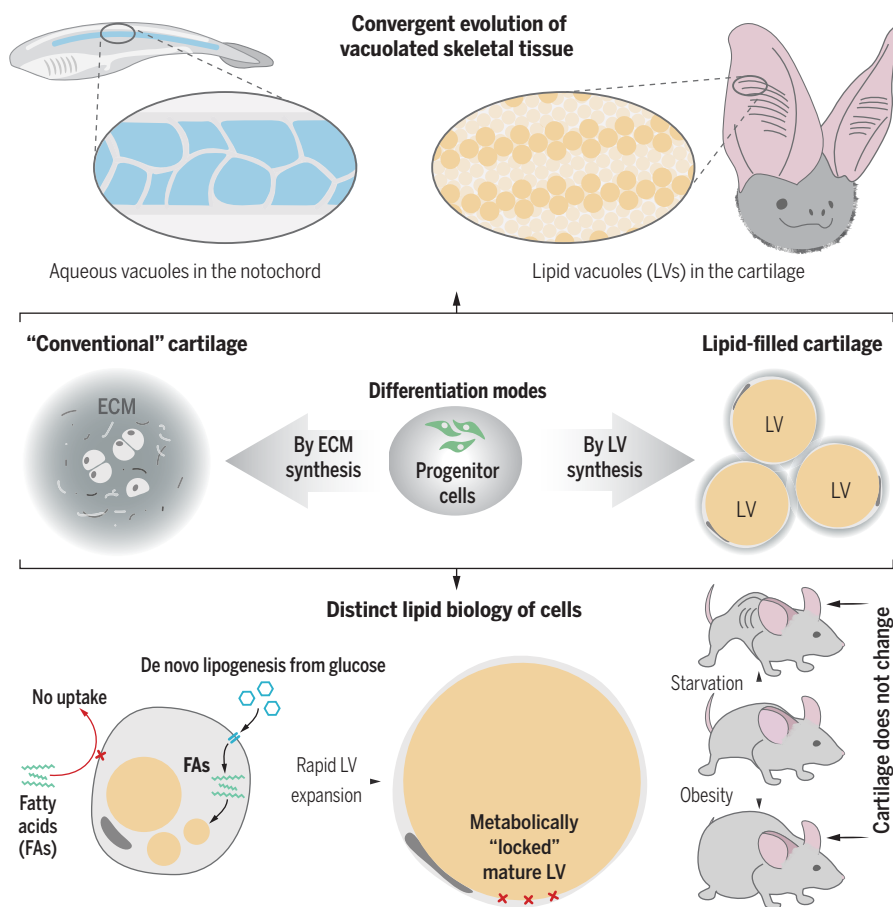 Convergent evolution of
vacuolated skeletal tissue
Aqueous vacuoles in the notochord
Lipid vacuoles (LVs) in the cartilage
“Conventional” cartilage
Lipid-filled cartilage
ECM
Differentiation modes
By ECM
synthesis
Progenitor
cells
By LV
synthesis
LV
LV
LV
Distinct lipid biology of cells
De novo lipogenesis from glucose
No uptake
FAs
Fatty
acids
(FAs)
Rapid LV
expansion
Metabolically
“locked”
mature LV
Starvation
Obesity
Cartilage does not change